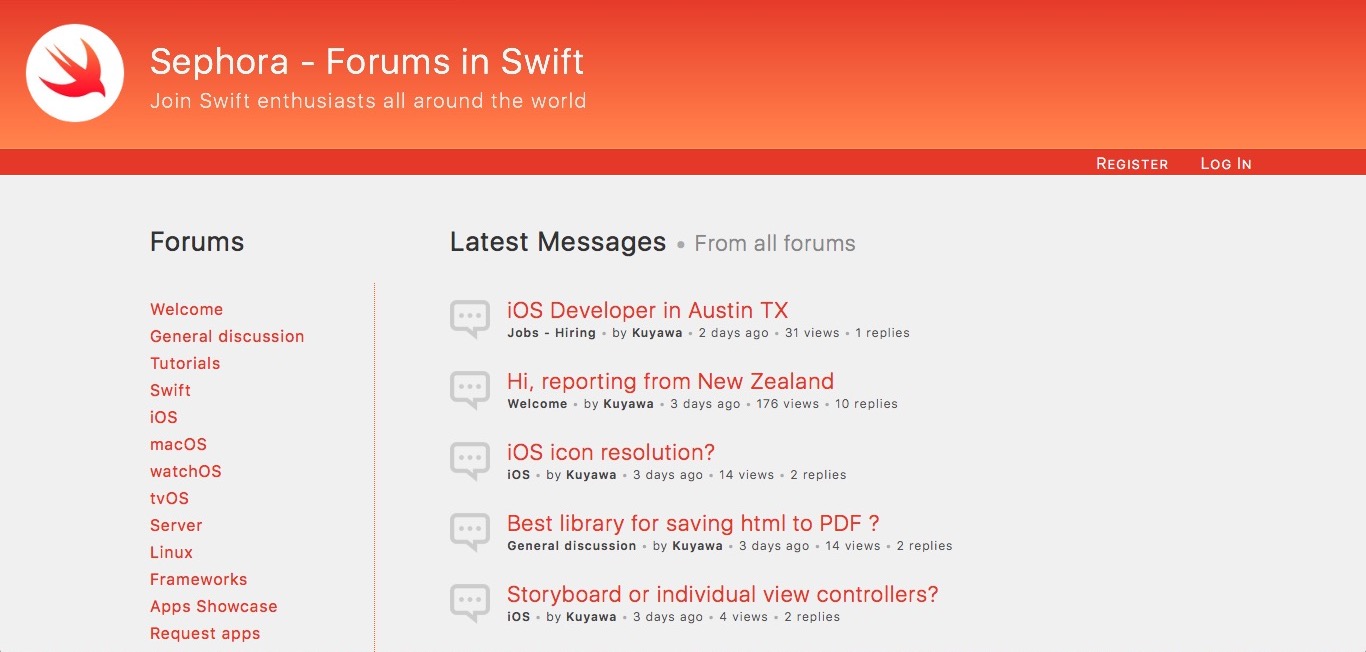 Sephora - Forums in Swift
Join Swift enthusiasts all around the world
Register Log In
Forums
Welcome
General discussion
Tutorials
Swift
iOS
macOS
watchOS
tvOS
Server
Linux
Frameworks
Apps Showcase
Request apps
Latest Messages • From all forums
iOS Developer in Austin TX
Jobs - Hiring • by Kuyawa • 2 days ago • 31 views • 1 replies
Hi, reporting from New Zealand
Welcome • by Kuyawa • 3 days ago • 176 views • 10 replies
iOS icon resolution?
iOS • by Kuyawa • 3 days ago • 14 views • 2 replies
Best library for saving html to PDF ?
General discussion • by Kuyawa • 3 days ago • 14 views • 2 replies
Storyboard or individual view controllers?
iOS • by Kuyawa • 3 days ago • 4 views • 2 replies